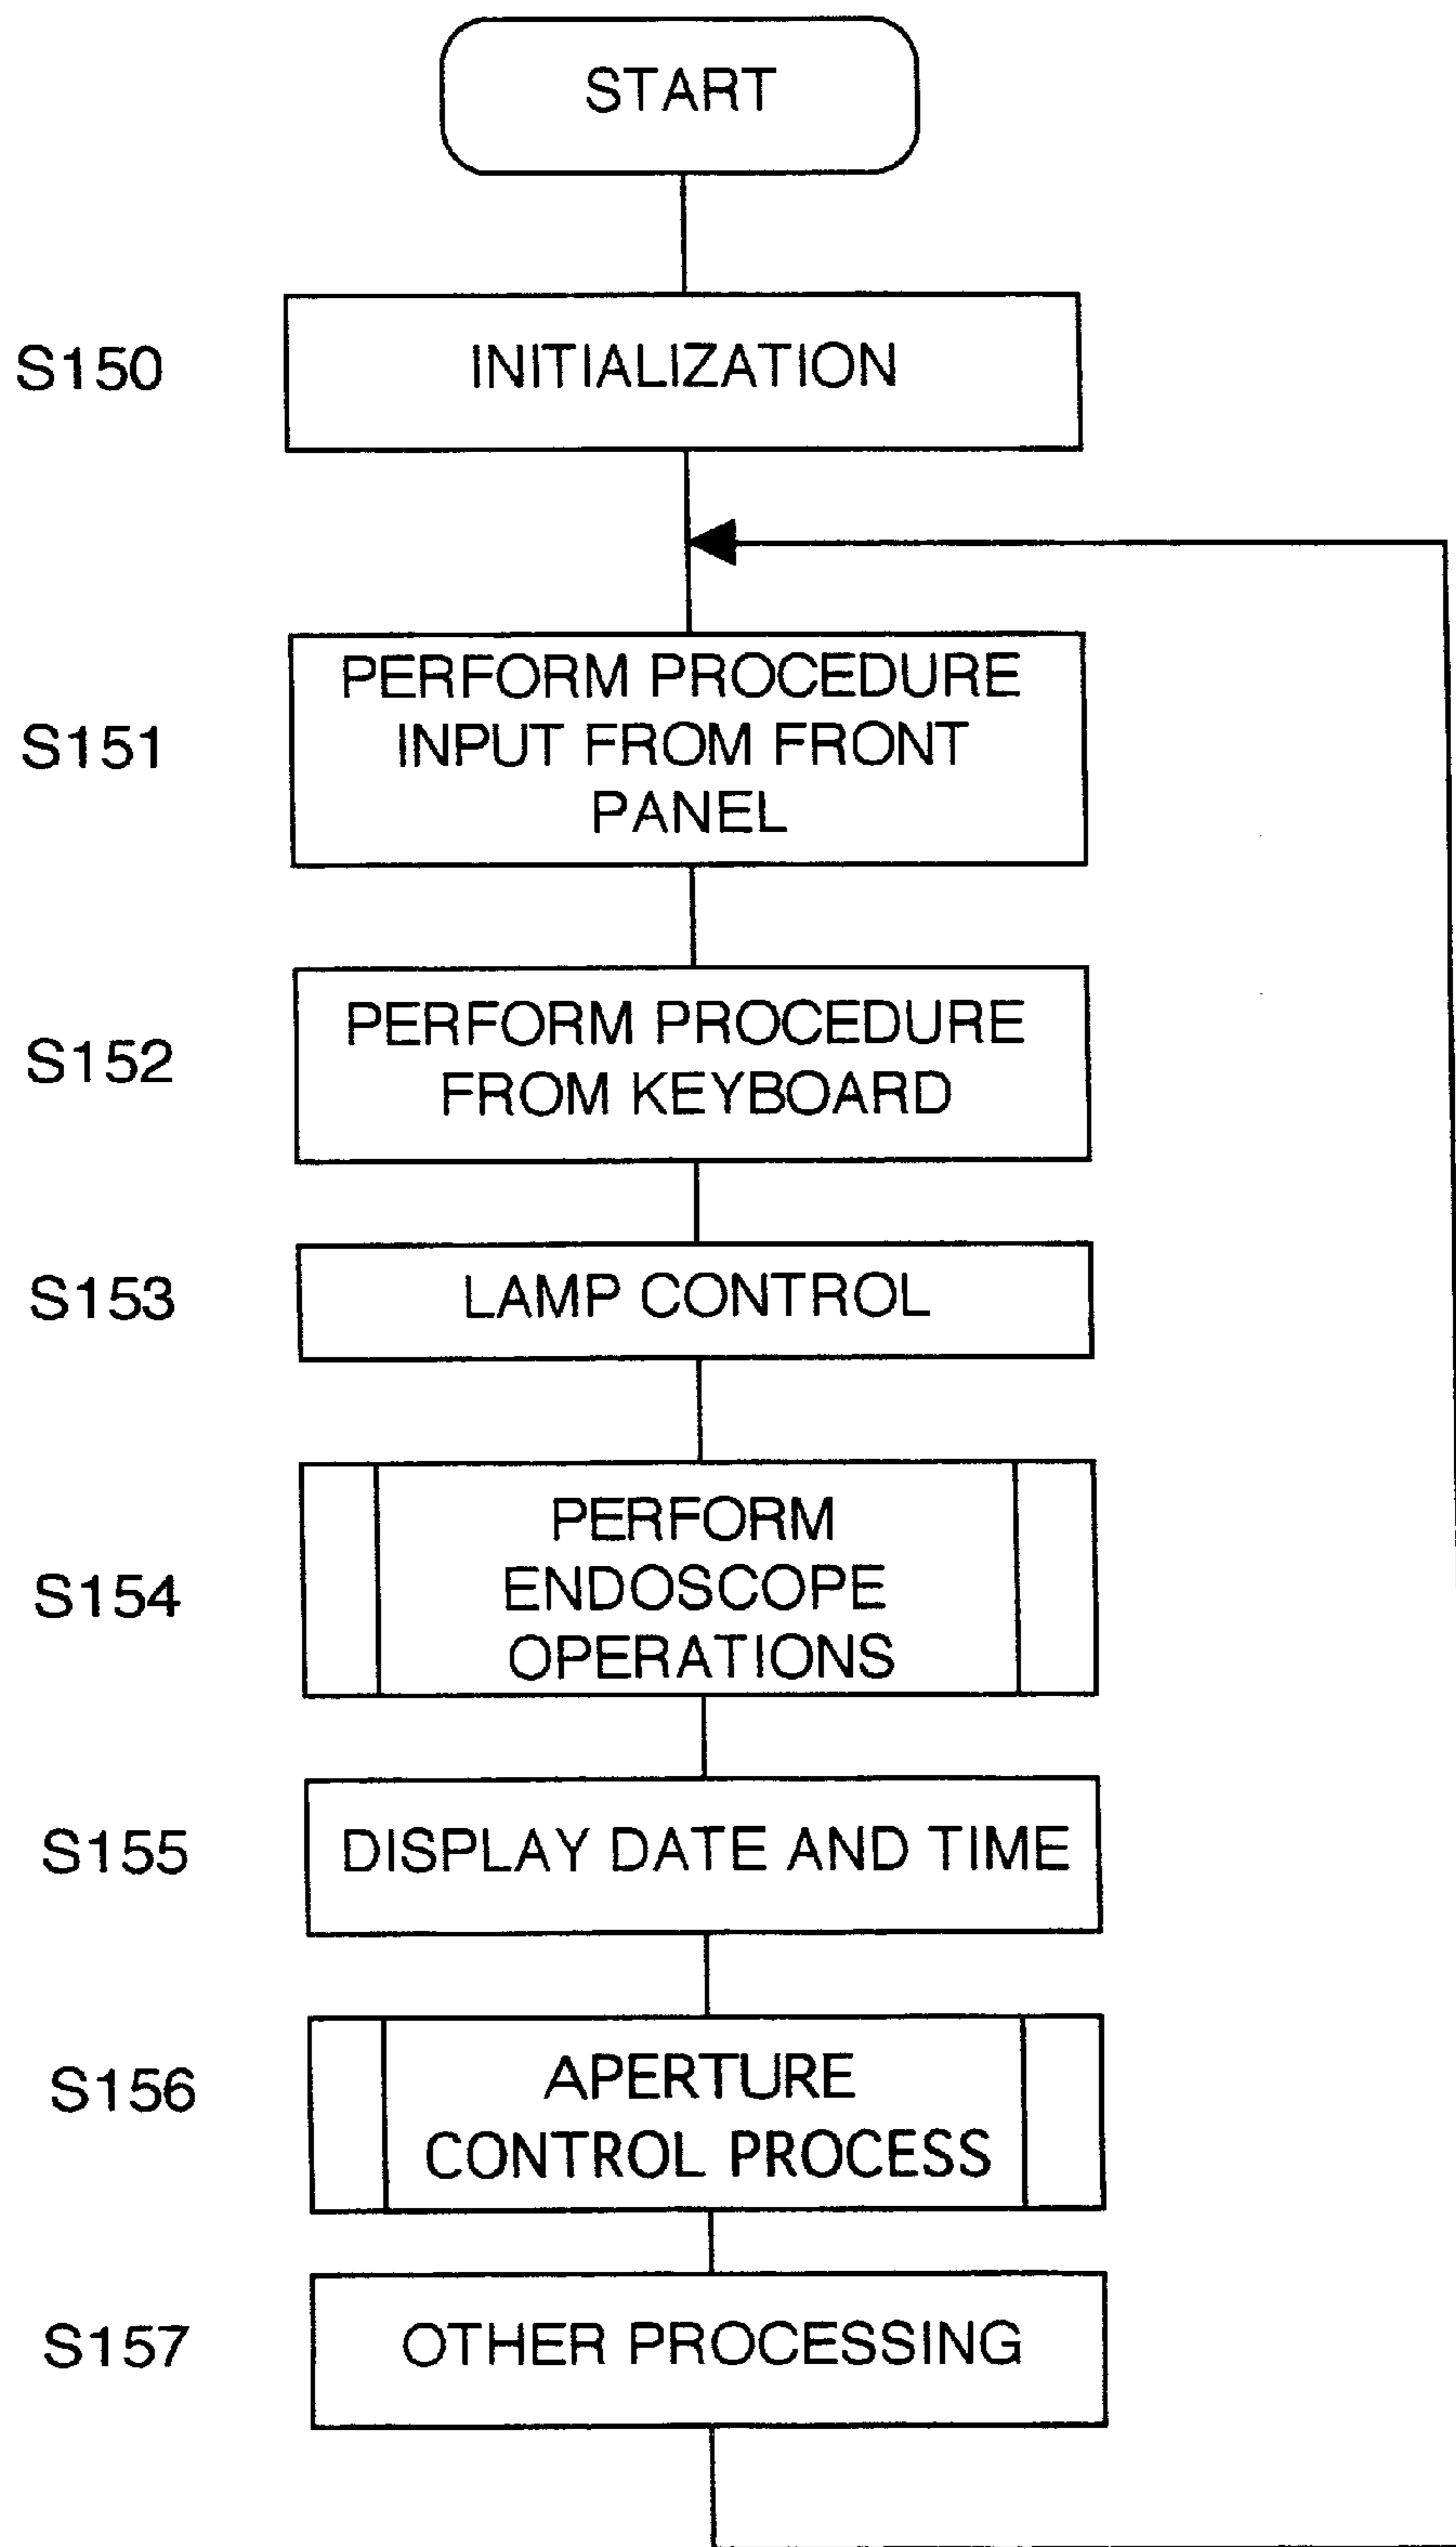 START
S150
INITIALIZATION
S151
PERFORM PROCEDURE
INPUT FROM FRONT
PANEL
S152
PERFORM PROCEDURE
FROM KEYBOARD
S153
LAMP CONTROL
S154
PERFORM
ENDOSCOPE
OPERATIONS
S155
DISPLAY DATE AND TIME
S156
APERTURE
CONTROL PROCESS
S157
OTHER PROCESSING